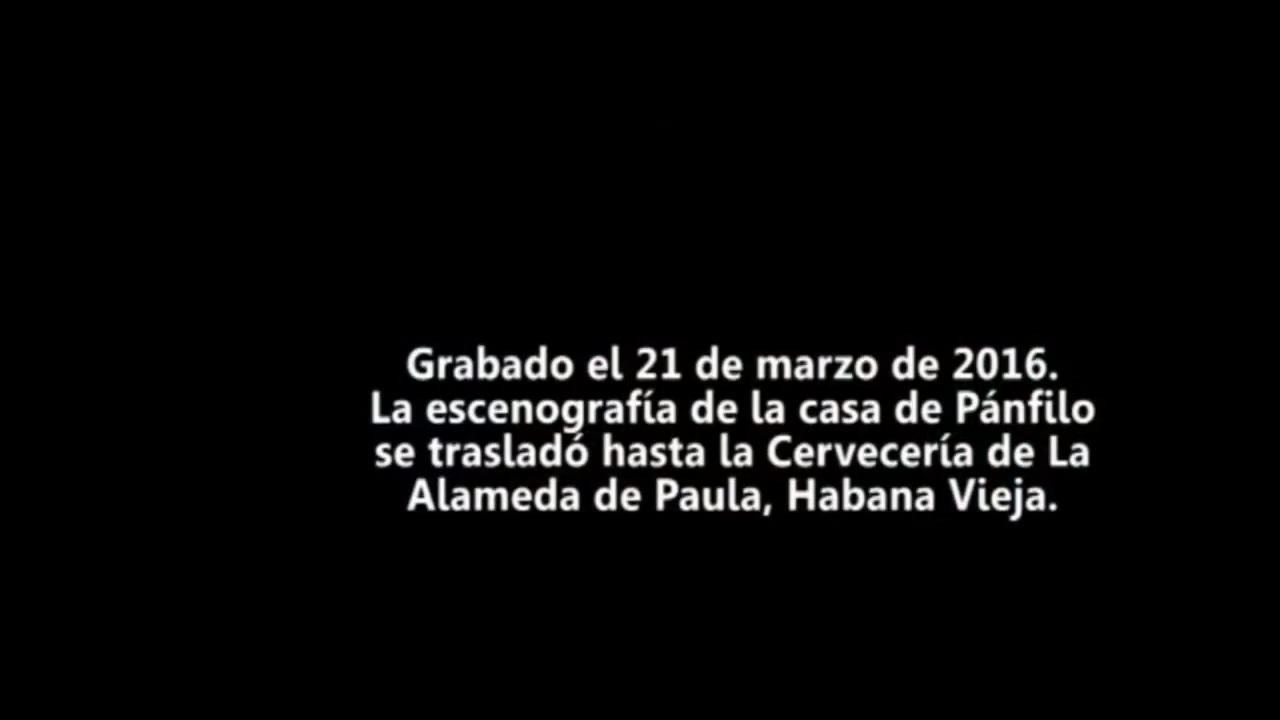 Grabado el 21 de marzo de 2016.
La escenografía de la casa de Pánfilo
se trasladó hasta la Cervecería de La
Alameda de Paula, Habana Vieja.